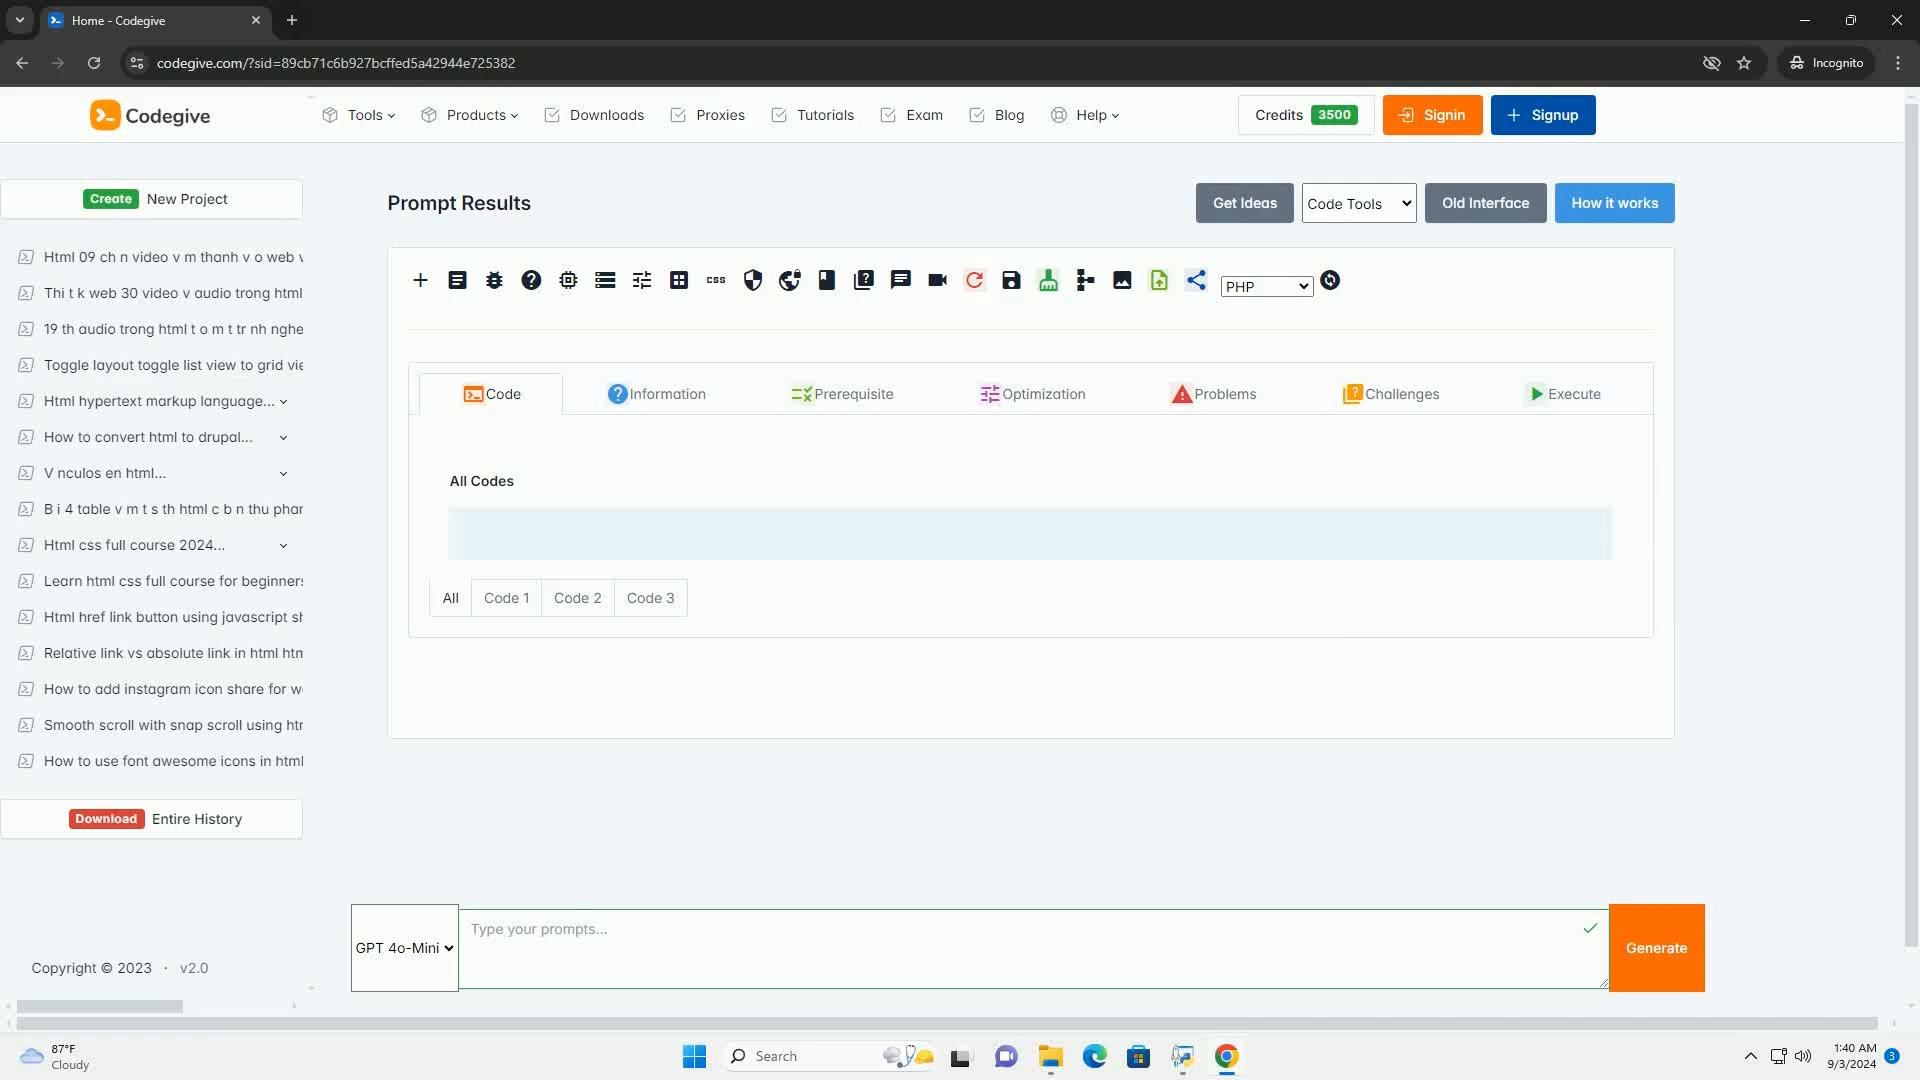 Home - Codegive
codegive.com/?sid=89cb71c6b927bcffed5a42944e725382
Incognito
Codegive
Tools
Products
Downloads
Proxies
Tutorials
Exam
Blog
Help
Credits 3500
Signin
Signup
Create New Project
Html 09 ch n video v m thanh v o web v
Thi t k web 30 video v audio trong html
19 th audio trong html t o m t tr nh nghe
Toggle layout toggle list view to grid vie
Html hypertext markup language...
How to convert html to drupal...
V nculos en html...
B i 4 table v m t s th html c b n thu phar
Html css full course 2024...
Learn html css full course for beginners
Html href link button using javascript sh
Relative link vs absolute link in html htm
How to add instagram icon share for we
Smooth scroll with snap scroll using htm
How to use font awesome icons in html
Download Entire History
Copyright © 2023 · v2.0
Prompt Results
Get Ideas
Code Tools
Old Interface
How it works
css
PHP
Code
Information
Prerequisite
Optimization
Problems
Challenges
Execute
All Codes
All
Code 1
Code 2
Code 3
GPT 4o-Mini
Type your prompts...
Generate
87°F
Cloudy
Search
1:40 AM
9/3/2024
3